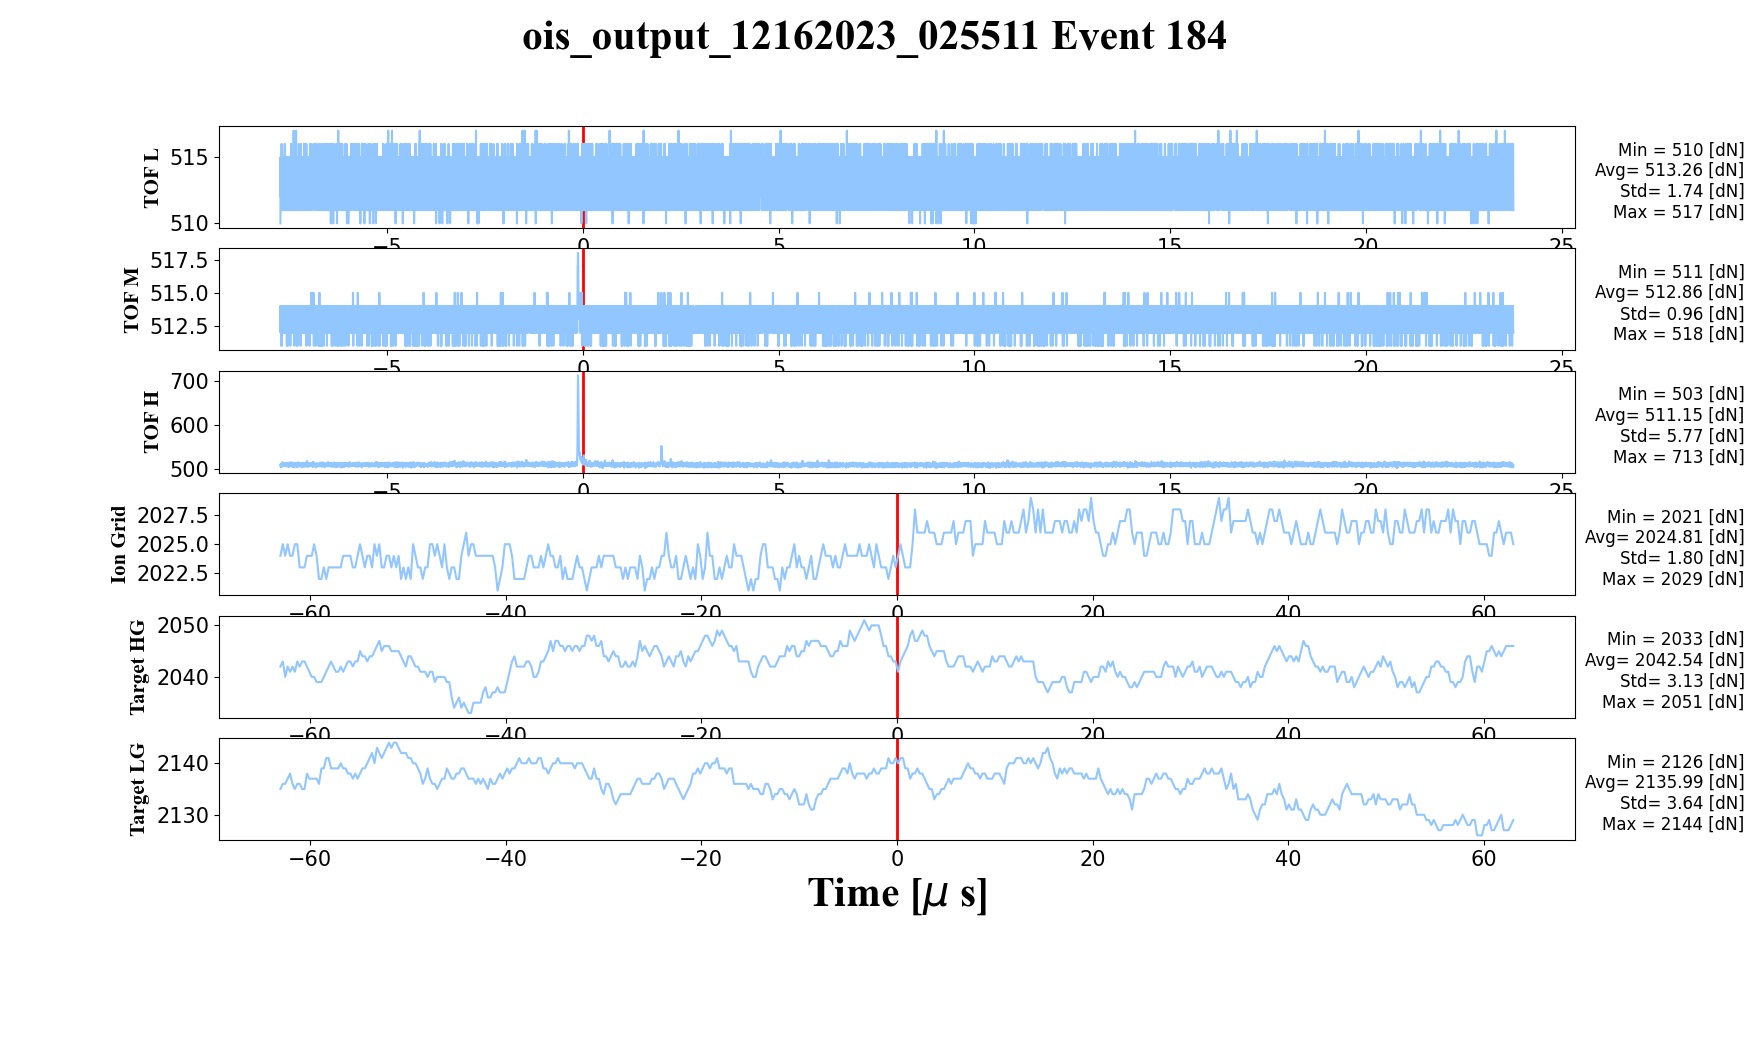 ois_output_12162023_025511 Event 184
TOF L
515
510
−5 0 5 10 15 20 25
Min = 510 [dN]
Avg= 513.26 [dN]
Std= 1.74 [dN]
Max = 517 [dN]
TOF M
517.5
515.0
512.5
−5 0 5 10 15 20 25
Min = 511 [dN]
Avg= 512.86 [dN]
Std= 0.96 [dN]
Max = 518 [dN]
TOF H
700
600
500
−5 0 5 10 15 20 25
Min = 503 [dN]
Avg= 511.15 [dN]
Std= 5.77 [dN]
Max = 713 [dN]
Ion Grid
2027.5
2025.0
2022.5
−60 −40 −20 0 20 40 60
Min = 2021 [dN]
Avg= 2024.81 [dN]
Std= 1.80 [dN]
Max = 2029 [dN]
Target HG
2050
2040
−60 −40 −20 0 20 40 60
Min = 2033 [dN]
Avg= 2042.54 [dN]
Std= 3.13 [dN]
Max = 2051 [dN]
Target LG
2140
2130
−60 −40 −20 0 20 40 60
Min = 2126 [dN]
Avg= 2135.99 [dN]
Std= 3.64 [dN]
Max = 2144 [dN]
Time [μ s]